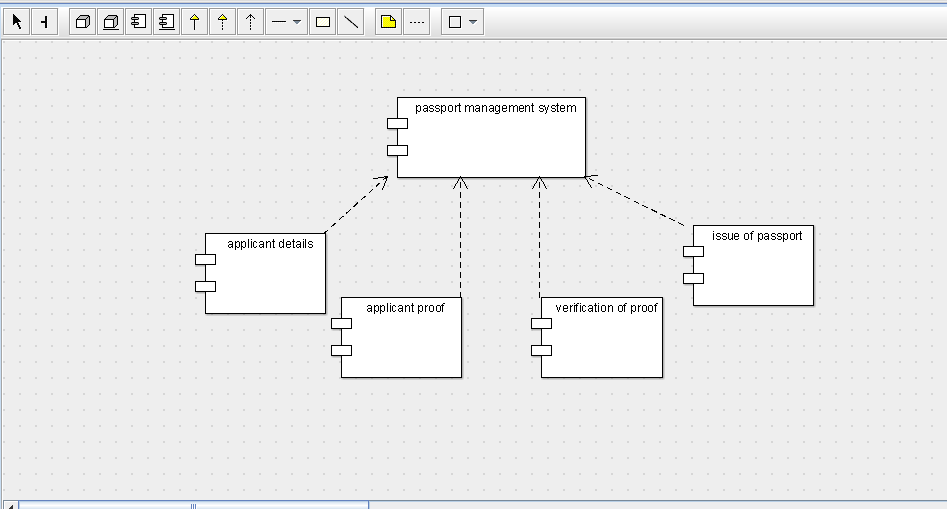 passport management system
applicant details
issue of passport
applicant proof
verification of proof